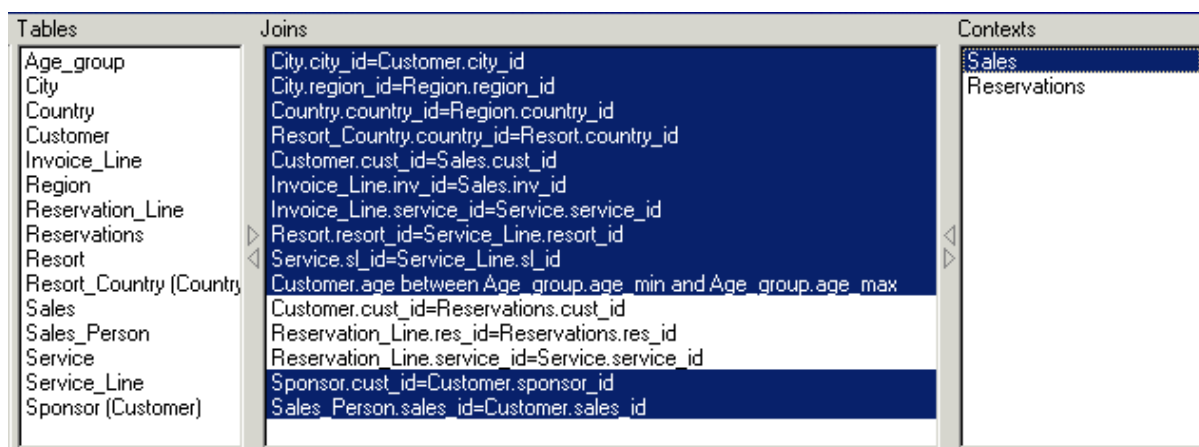 Tables
Age_group
City
Country
Customer
Invoice_Line
Region
Reservation_Line
Reservations
Resort
Resort_Country (Country
Sales
Sales_Person
Service
Service_Line
Sponsor (Customer)
Joins
City.city_id=Customer.city_id
City.region_id=Region.region_id
Country.country_id=Region.country_id
Resort_Country.country_id=Resort.country_id
Customer.cust_id=Sales.cust_id
Invoice_Line.inv_id=Sales.inv_id
Invoice_Line.service_id=Service.service_id
Resort.resort_id=Service_Line.resort_id
Service.sl_id=Service_Line.sl_id
Customer.age between Age_group.age_min and Age_group.age_max
Customer.cust_id=Reservations.cust_id
Reservation_Line.res_id=Reservations.res_id
Reservation_Line.service_id=Service.service_id
Sponsor.cust_id=Customer.sponsor_id
Sales_Person.sales_id=Customer.sales_id
Contexts
Sales
Reservations